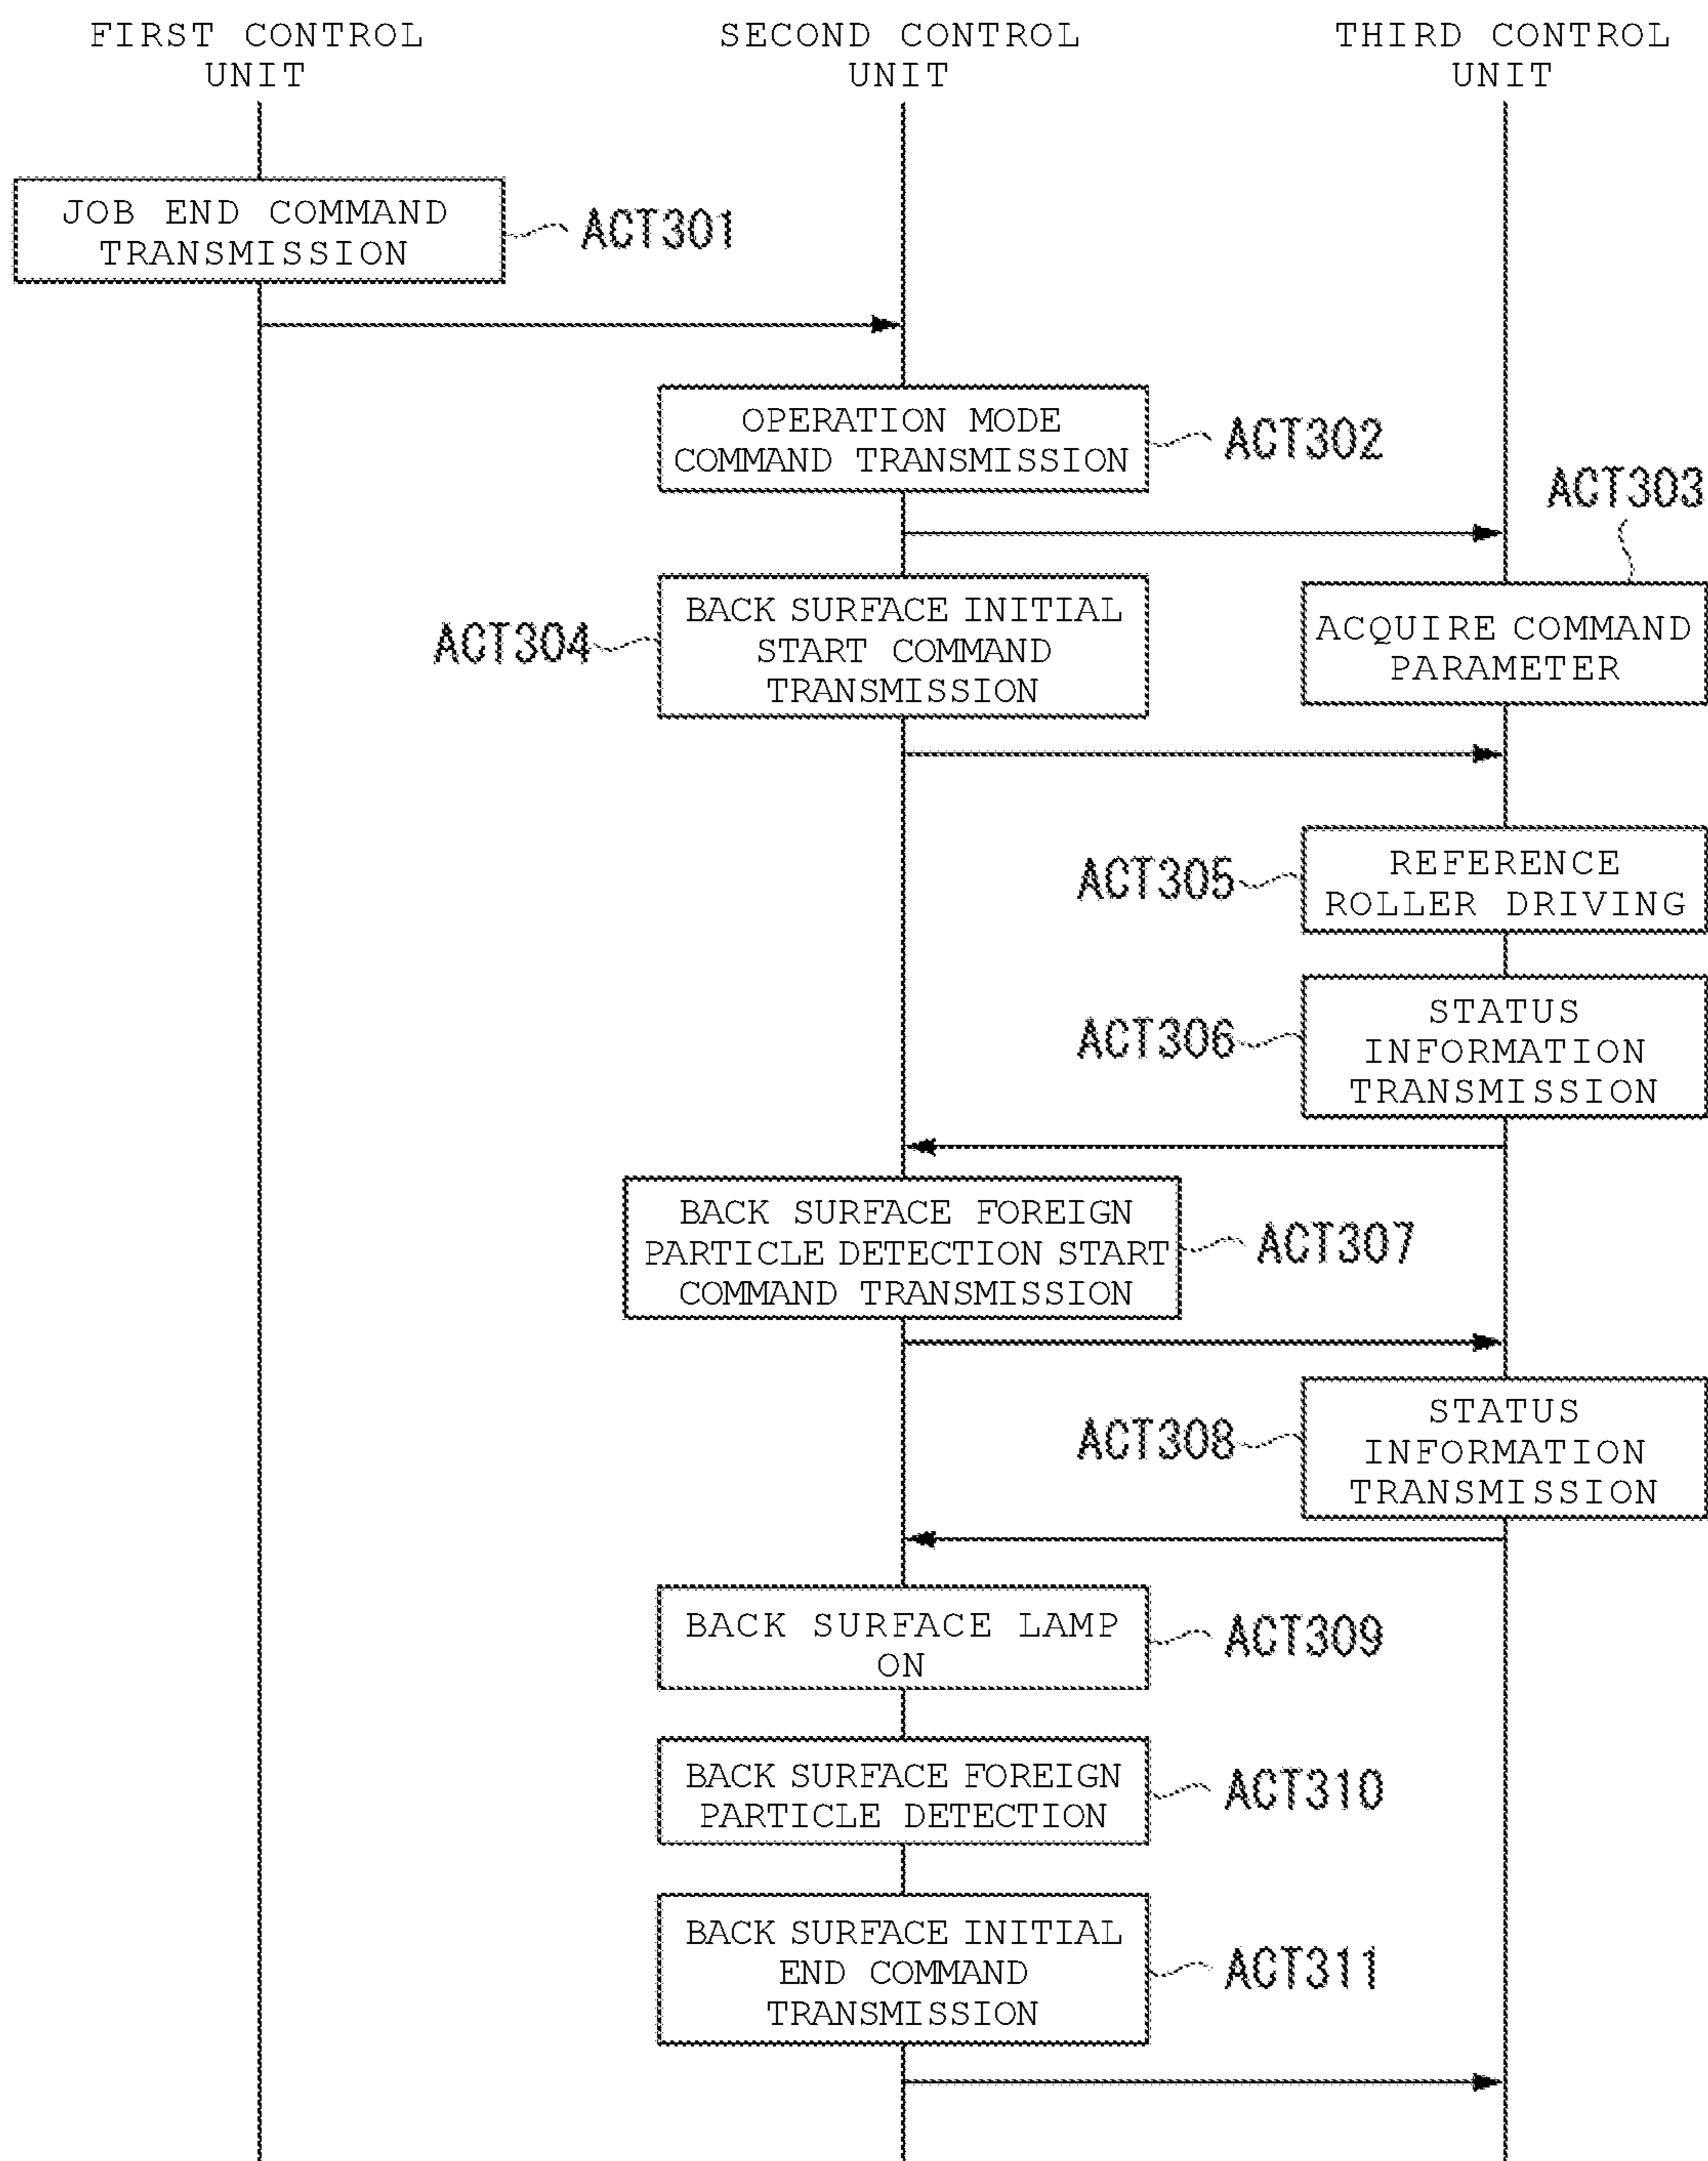 FIRST CONTROL
UNIT
SECOND CONTROL
UNIT
THIRD CONTROL
UNIT
JOB END COMMAND
TRANSMISSION
ACT301
OPERATION MODE
COMMAND TRANSMISSION
ACT302
ACT303
ACT304
BACK SURFACE INITIAL
START COMMAND
TRANSMISSION
ACQUIRE COMMAND
PARAMETER
ACT305
REFERENCE
ROLLER DRIVING
ACT306
STATUS
INFORMATION
TRANSMISSION
BACK SURFACE FOREIGN
PARTICLE DETECTION START
COMMAND TRANSMISSION
ACT307
ACT308
STATUS
INFORMATION
TRANSMISSION
BACK SURFACE LAMP
ON
ACT309
BACK SURFACE FOREIGN
PARTICLE DETECTION
ACT310
BACK SURFACE INITIAL
END COMMAND
TRANSMISSION
ACT311